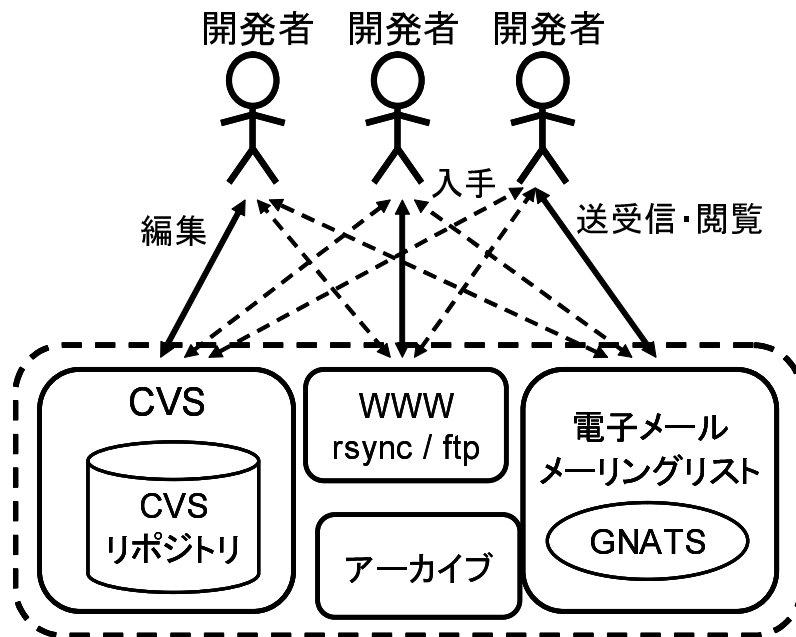 開発者 開発者 開発者
入手
編集
送受信・閲覧
CVS
CVS
リポジトリ
WWW
rsync / ftp
アーカイブ
電子メール
メーリングリスト
GNATS